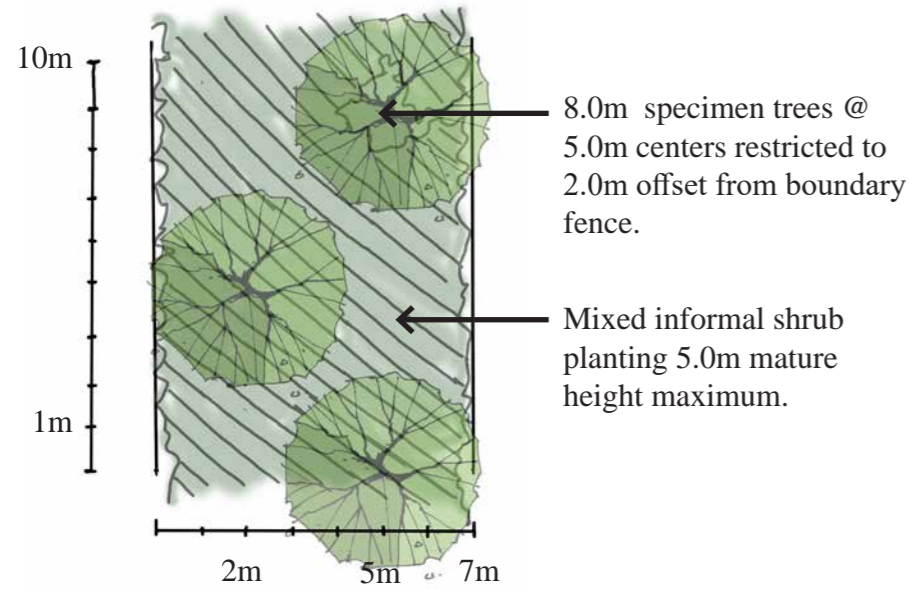 10m
8.0m specimen trees @
5.0m centers restricted to
2.0m offset from boundary
fence.
Mixed informal shrub
planting 5.0m mature
height maximum.
1m
2m 5m 7m